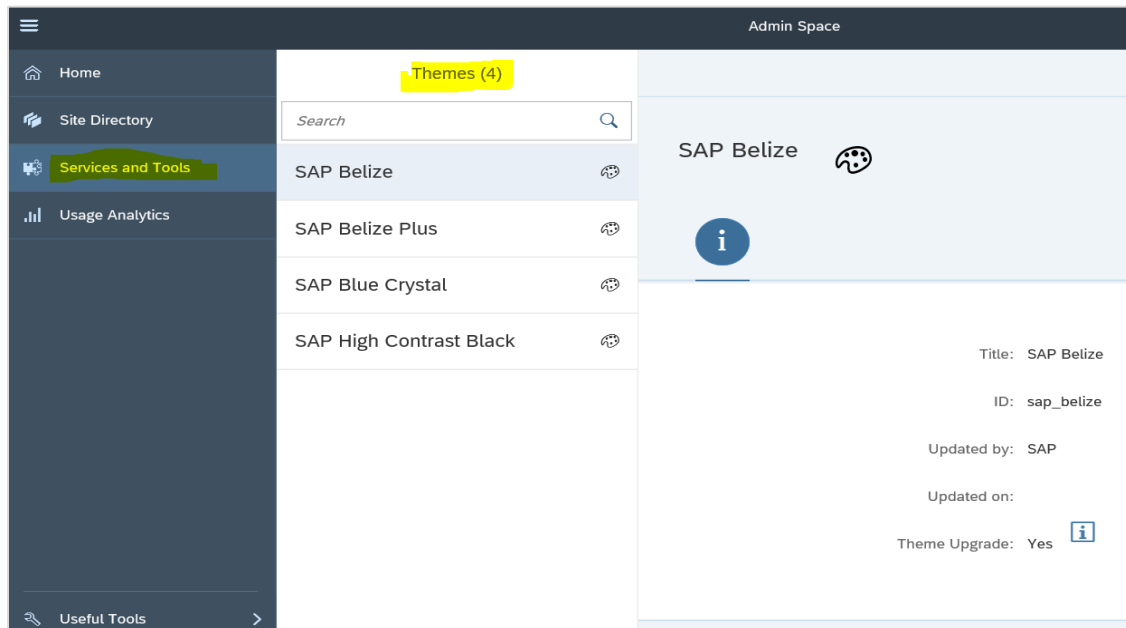 Admin Space
Home
Site Directory
Services and Tools
Usage Analytics
Useful Tools
Themes (4)
Search
SAP Belize
SAP Belize Plus
SAP Blue Crystal
SAP High Contrast Black
SAP Belize
i
Title: SAP Belize
ID: sap_belize
Updated by: SAP
Updated on:
Theme Upgrade: Yes i